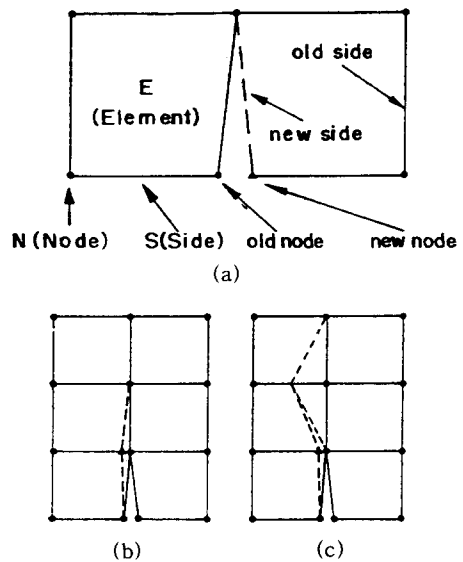 old side
E
(Element)
new side
N (Node) S(Side) old node new node
(a)
(b) (c)